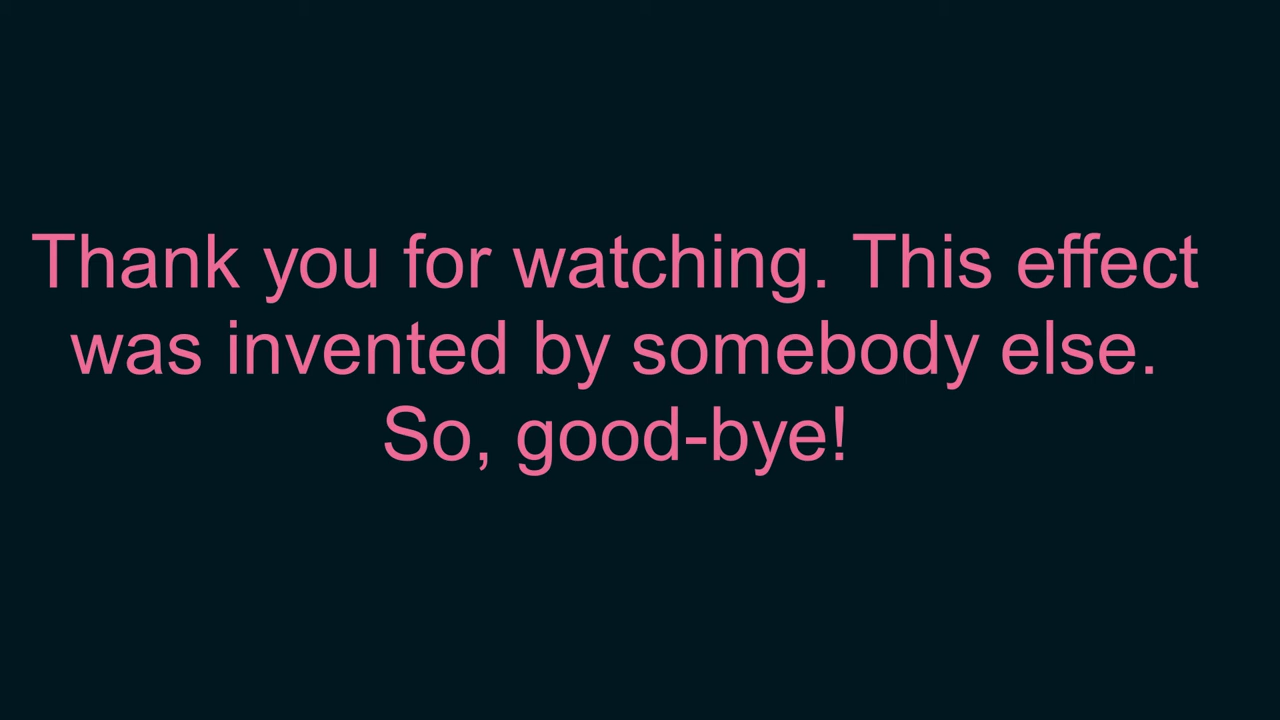 Thank you for watching. This effect
was invented by somebody else.
So, good-bye!